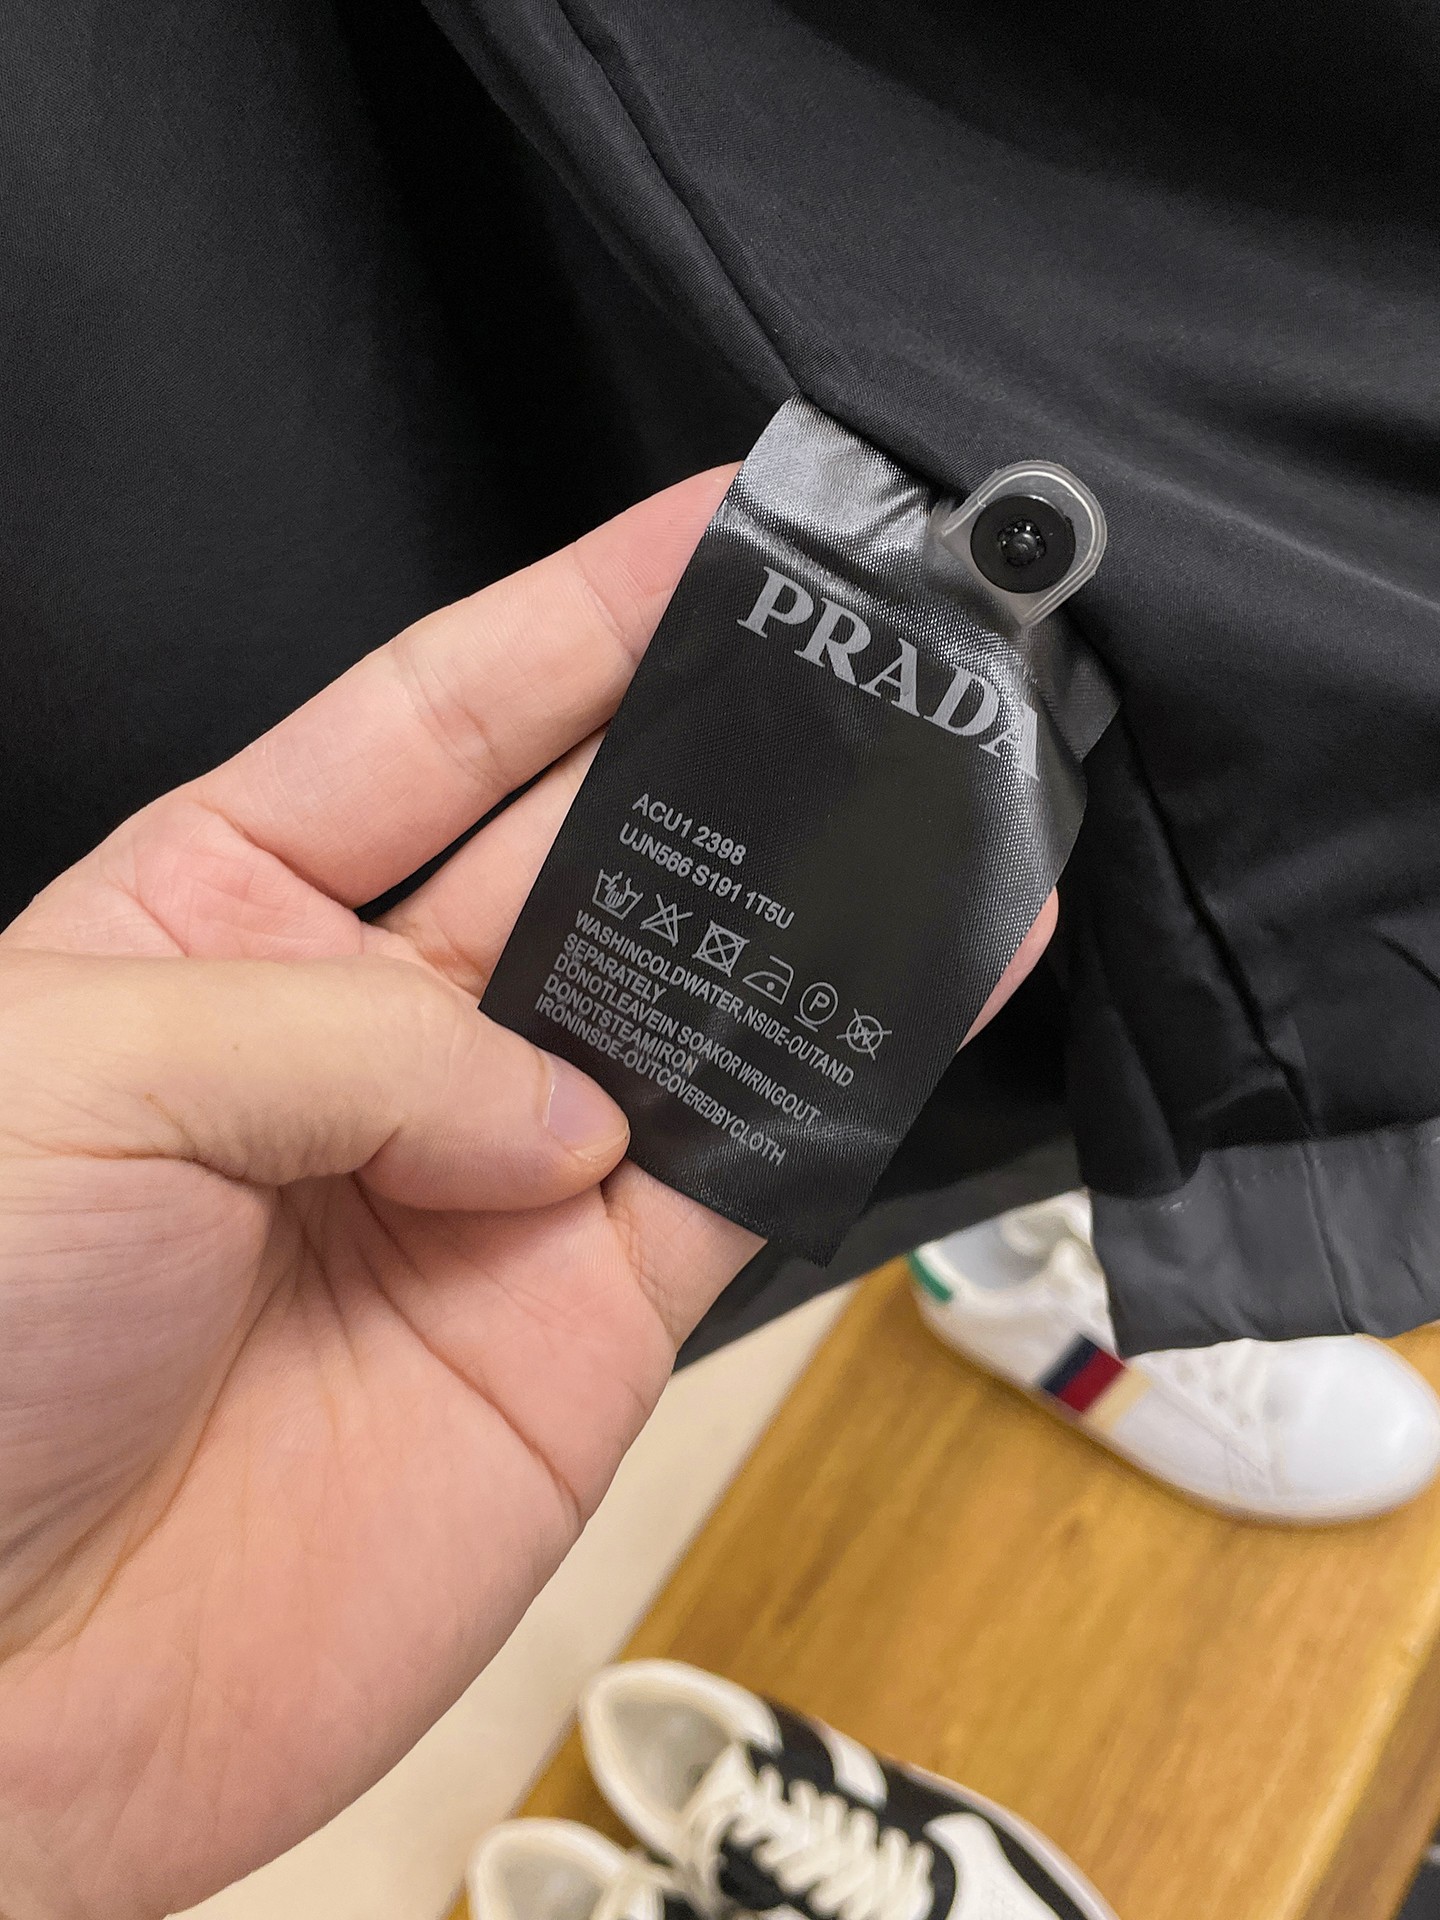 PRADA
ACU1 2398
UJN566 S191 1T5U
P
W
WASHINCOLDWATER,NSIDE-OUTAND
SEPARATELY
DONOTLEAVEIN SOAKOR WRINGOUT
DONOTSTEAMIRON
IRONINSDE-OUTCOVEREDBYCLOTH